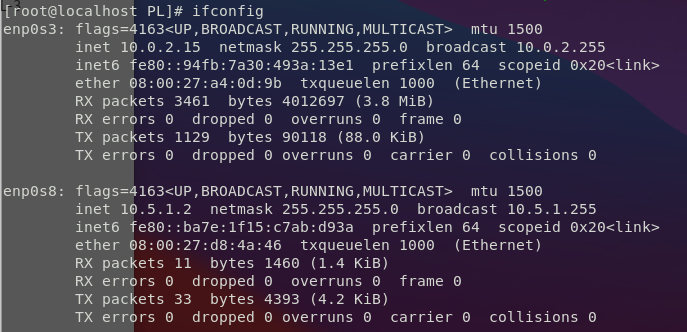 [root@localhost PL]# ifconfig
enp0s3: flags=4163<UP,BROADCAST,RUNNING,MULTICAST>  mtu 1500
        inet 10.0.2.15  netmask 255.255.255.0  broadcast 10.0.2.255
        inet6 fe80::94fb:7a30:493a:13e1  prefixlen 64  scopeid 0x20<link>
        ether 08:00:27:a4:0d:9b  txqueuelen 1000  (Ethernet)
        RX packets 3461  bytes 4012697 (3.8 MiB)
        RX errors 0  dropped 0  overruns 0  frame 0
        TX packets 1129  bytes 90118 (88.0 KiB)
        TX errors 0  dropped 0 overruns 0  carrier 0  collisions 0

enp0s8: flags=4163<UP,BROADCAST,RUNNING,MULTICAST>  mtu 1500
        inet 10.5.1.2  netmask 255.255.255.0  broadcast 10.5.1.255
        inet6 fe80::ba7e:1f15:c7ab:d93a  prefixlen 64  scopeid 0x20<link>
        ether 08:00:27:d8:4a:46  txqueuelen 1000  (Ethernet)
        RX packets 11  bytes 1460 (1.4 KiB)
        RX errors 0  dropped 0  overruns 0  frame 0
        TX packets 33  bytes 4393 (4.2 KiB)
        TX errors 0  dropped 0 overruns 0  carrier 0  collisions 0